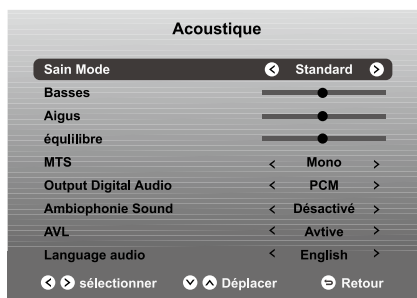 Acoustique
Sain Mode Standard
Basses
Aigus
équlilibre
MTS Mono
Output Digital Audio PCM
Ambiophonie Sound Désactivé
AVL Avtive
Language audio English
sélectionner Déplacer Retour